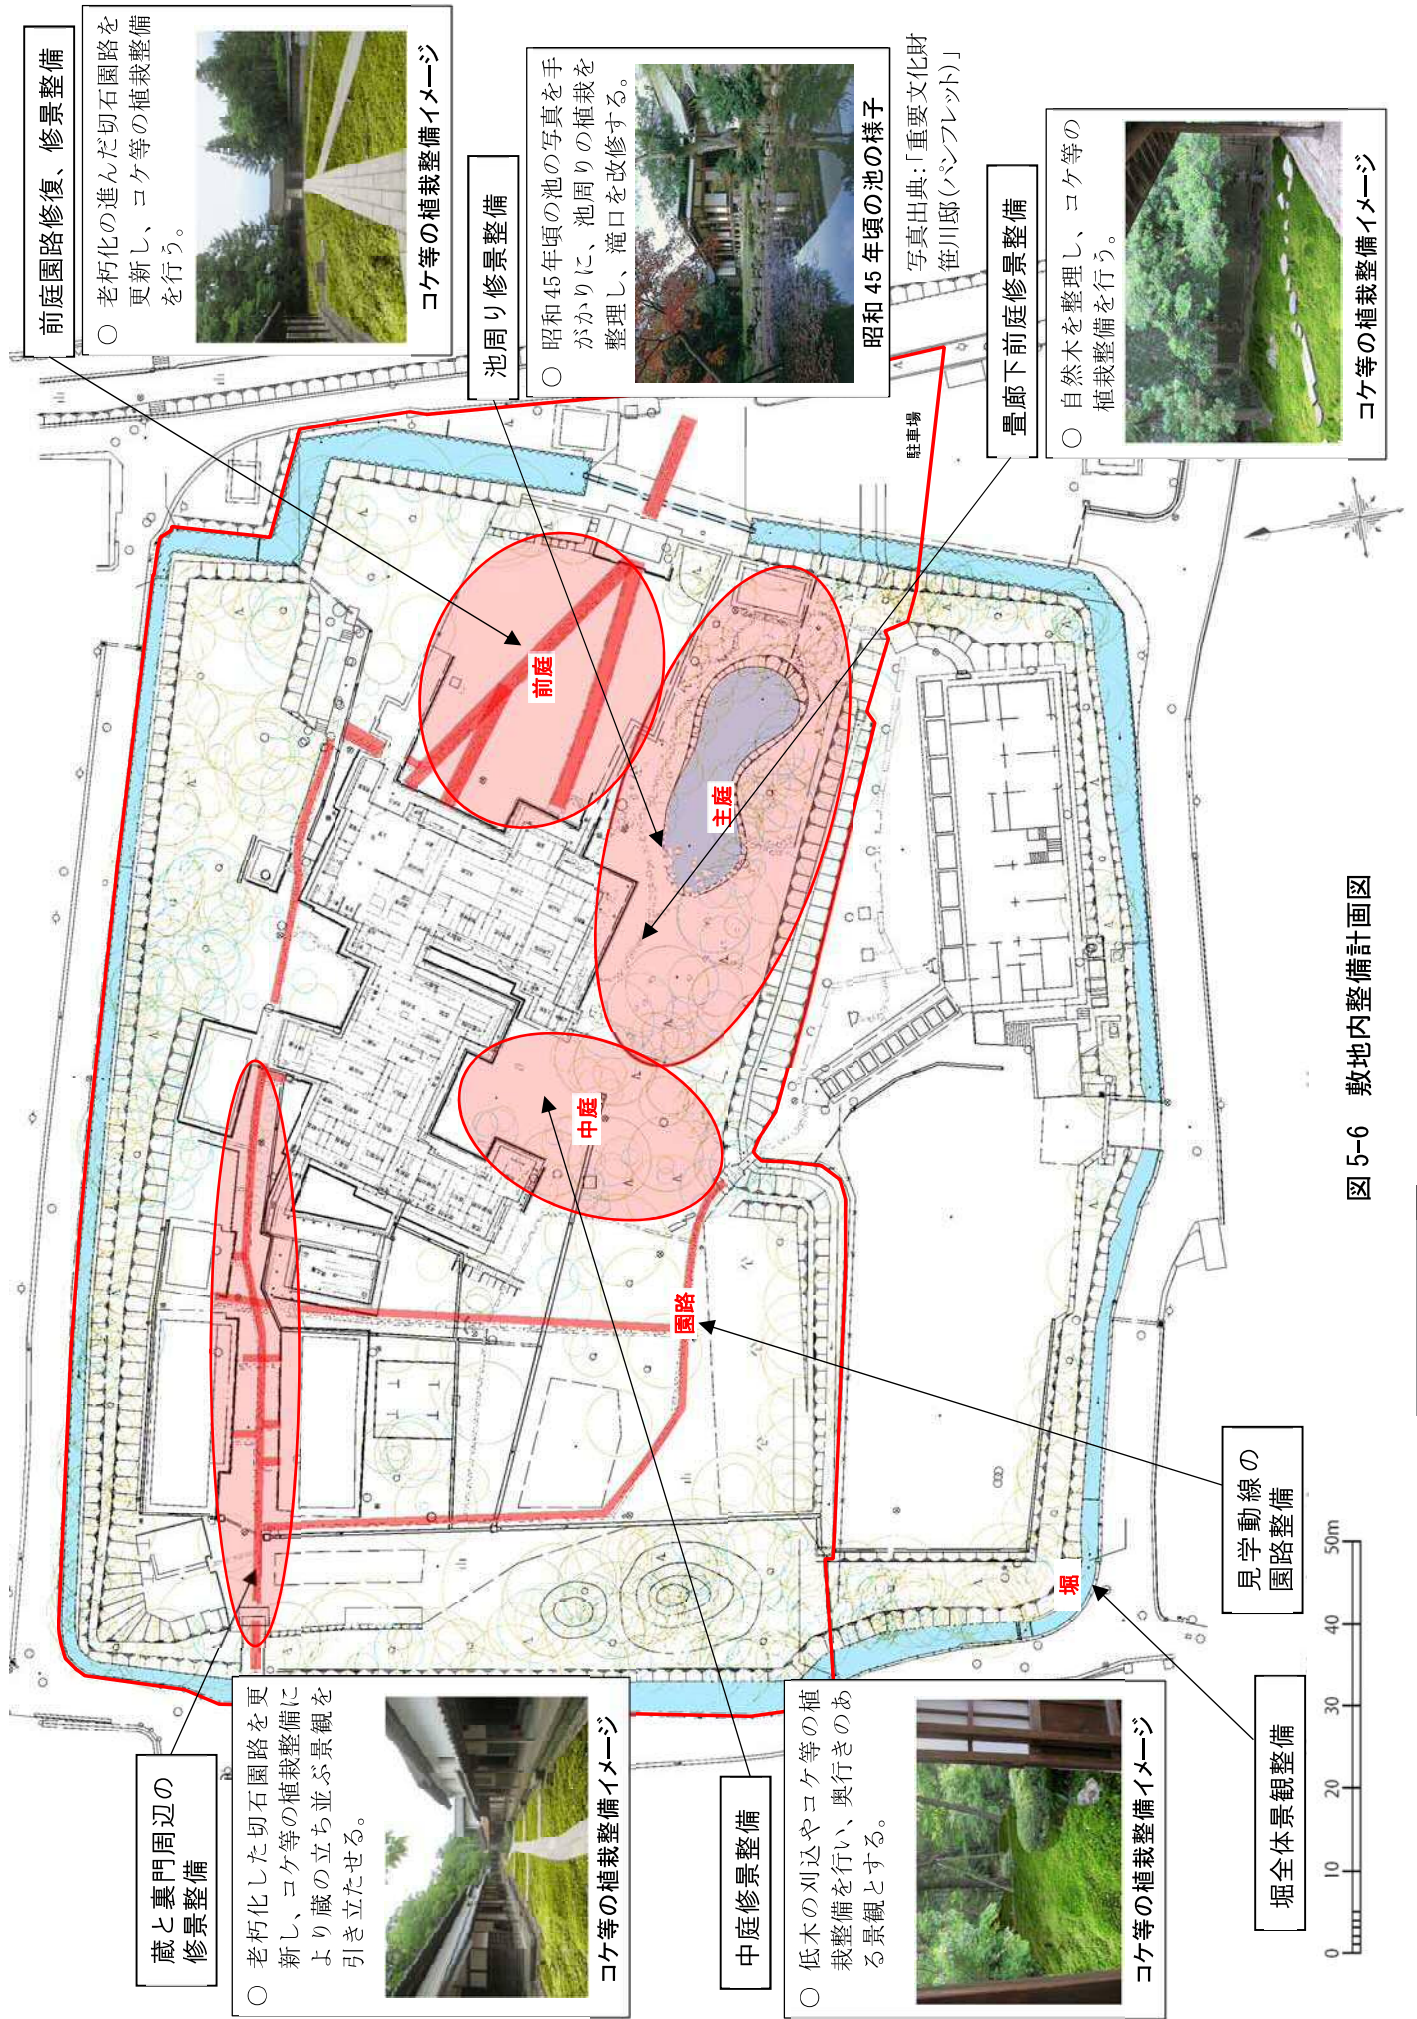 蔵と裏門周辺の
修景整備
○ 老朽化した切石園路を更
新し、コケ等の植栽整備に
より蔵の立ち並ぶ景観を
引き立たせる。
コケ等の植栽整備イメージ
中庭修景整備
○ 低木の刈込やコケ等の植
栽整備を行い、奥行きのあ
る景観とする。
コケ等の植栽整備イメージ
堀全体景観整備
見学動線の
園路整備
前庭園路修復、修景整備
○ 老朽化の進んだ切石園路を
更新し、コケ等の植栽整備
を行う。
コケ等の植栽整備イメージ
池周り修景整備
○ 昭和45年頃の池の写真を手
がかりに、池周りの植栽を
整理し、滝口を改修する。
昭和 45 年頃の池の様子
写真出典:「重要文化財
笹川邸(パンフレット)」
畳廊下前庭修景整備
○ 自然木を整理し、コケ等の
植栽整備を行う。
コケ等の植栽整備イメージ
前庭
主庭
中庭
園路
堀
駐車場
0 10 20 30 40 50m
図 5-6 敷地内整備計画図